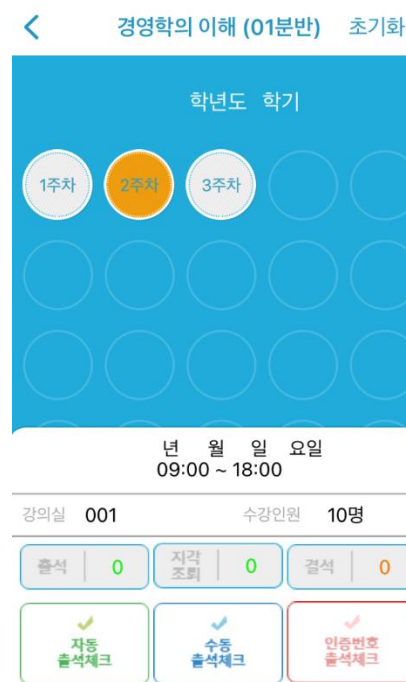 경영학의 이해 (01분반) 초기화
학년도 학기
1주차 2주차 3주차
년 월 일 요일
09:00 ~ 18:00
강의실 001 수강인원 10명
출석 0 지각 0 결석 0
조퇴
자동 수동 인증번호
출석체크 출석체크 출석체크